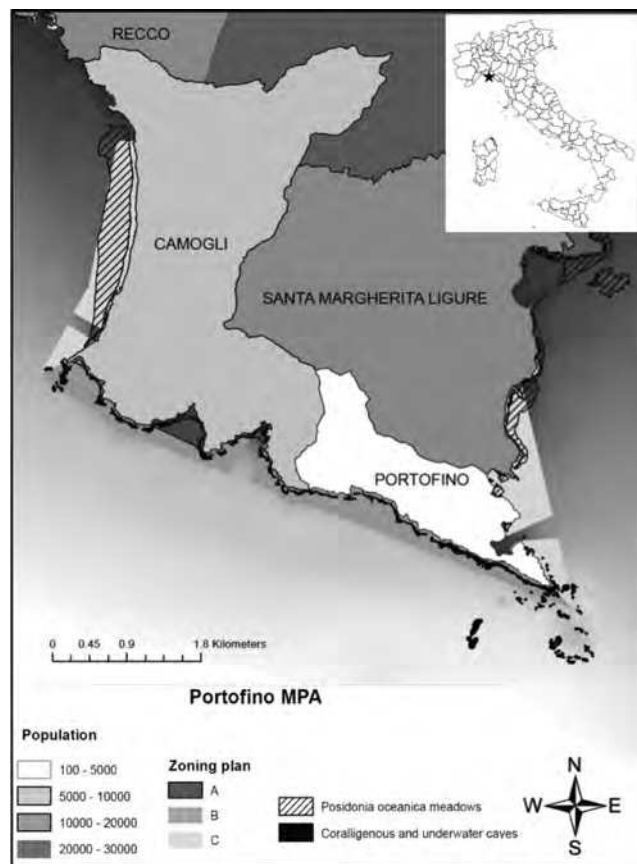 RECCO
CAMOGLI
SANTA MARGHERITA LIGURE
PORTOFINO
0 0.45 0.9 1.8 Kilometers
Portofino MPA
Population
100 - 5000
5000 - 10000
10000 - 20000
20000 - 30000
Zoning plan
A
B
C
Posidonia oceanica meadows
Coralligenous and underwater caves
N
W E
S